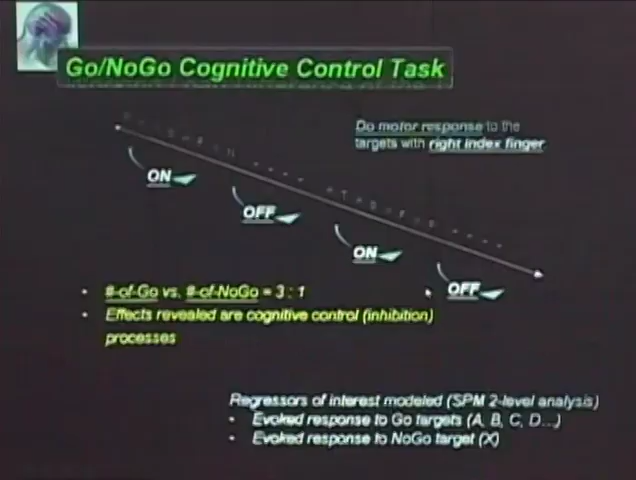 Go/NoGo Cognitive Control Task
Do motor response to the
targets with right index finger
ON
OFF
ON
OFF
• #-of-Go vs. #-of-NoGo = 3 : 1
• Effects revealed are cognitive control (inhibition)
processes
Regressors of interest modeled (SPM 2-level analysis)
• Evoked response to Go targets (A, B, C, D…)
• Evoked response to NoGo target (X)